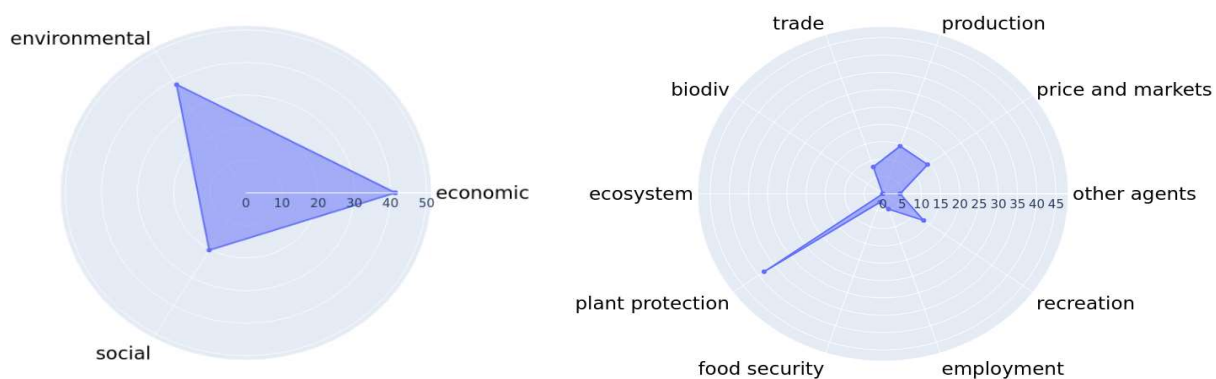 environmental
0 10 20 30 40 50
economic
social
trade
production
biodiv
price and markets
ecosystem
0 5 10 15 20 25 30 35 40 45
other agents
plant protection
recreation
food security
employment